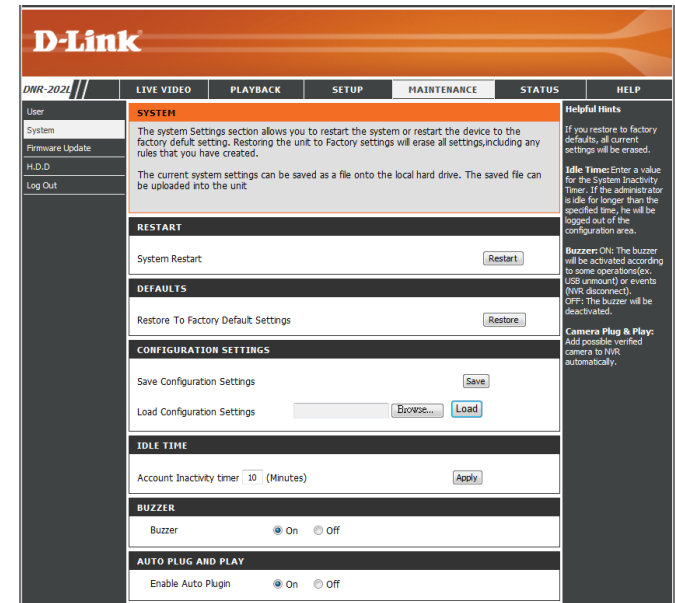 D-Link
DNR-202L
LIVE VIDEO
PLAYBACK
SETUP
MAINTENANCE
STATUS
HELP
User
System
Firmware Update
H.D.D
Log Out
SYSTEM
The system Settings section allows you to restart the system or restart the device to the
factory defult setting. Restoring the unit to Factory settings will erase all settings,including any
rules that you have created.
The current system settings can be saved as a file onto the local hard drive. The saved file can
be uploaded into the unit
RESTART
System Restart
Restart
DEFAULTS
Restore To Factory Default Settings
Restore
CONFIGURATION SETTINGS
Save Configuration Settings
Save
Load Configuration Settings
Browse...
Load
IDLE TIME
Account Inactivity timer 10 (Minutes)
Apply
BUZZER
Buzzer
On
Off
AUTO PLUG AND PLAY
Enable Auto Plugin
On
Off
Helpful Hints
If you restore to factory
defaults, all current
settings will be erased.
Idle Time: Enter a value
for the System Inactivity
Timer. If the administrator
is idle for longer than the
specified time, he will be
logged out of the
configuration area.
Buzzer: ON: The buzzer
will be activated according
to some operations(ex.
USB unmount) or events
(NVR disconnect).
OFF: The buzzer will be
deactivated.
Camera Plug & Play:
Add possible verified
camera to NVR
automatically.